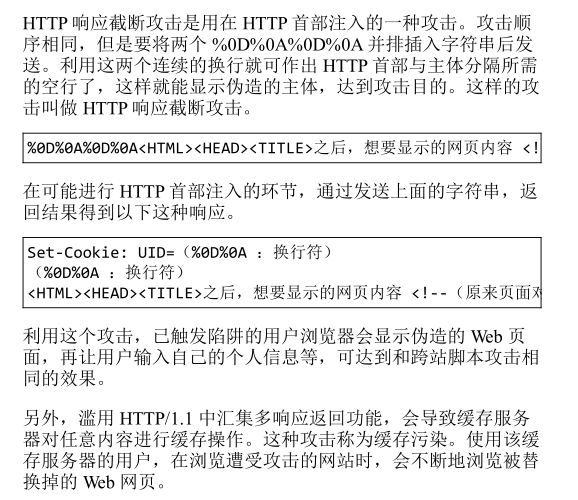 HTTP 响应截断攻击是用在 HTTP 首部注入的一种攻击。攻击顺
序相同，但是要将两个 %0D%0A%0D%0A 并排插入字符串后发
送。利用这两个连续的换行就可作出 HTTP 首部与主体分隔所需
的空行了，这样就能显示伪造的主体，达到攻击目的。这样的攻
击叫做 HTTP 响应截断攻击。
%0D%0A%0D%0A<HTML><HEAD><TITLE>之后，想要显示的网页内容 <!
在可能进行 HTTP 首部注入的环节，通过发送上面的字符串，返
回结果得到以下这种响应。
Set-Cookie: UID=（%0D%0A ：换行符）
（%0D%0A ：换行符）
<HTML><HEAD><TITLE>之后，想要显示的网页内容 <!--（原来页面对
利用这个攻击，已触发陷阱的用户浏览器会显示伪造的 Web 页
面，再让用户输入自己的个人信息等，可达到和跨站脚本攻击相
同的效果。
另外，滥用 HTTP/1.1 中汇集多响应返回功能，会导致缓存服务
器对任意内容进行缓存操作。这种攻击称为缓存污染。使用该缓
存服务器的用户，在浏览遭受攻击的网站时，会不断地浏览被替
换掉的 Web 网页。